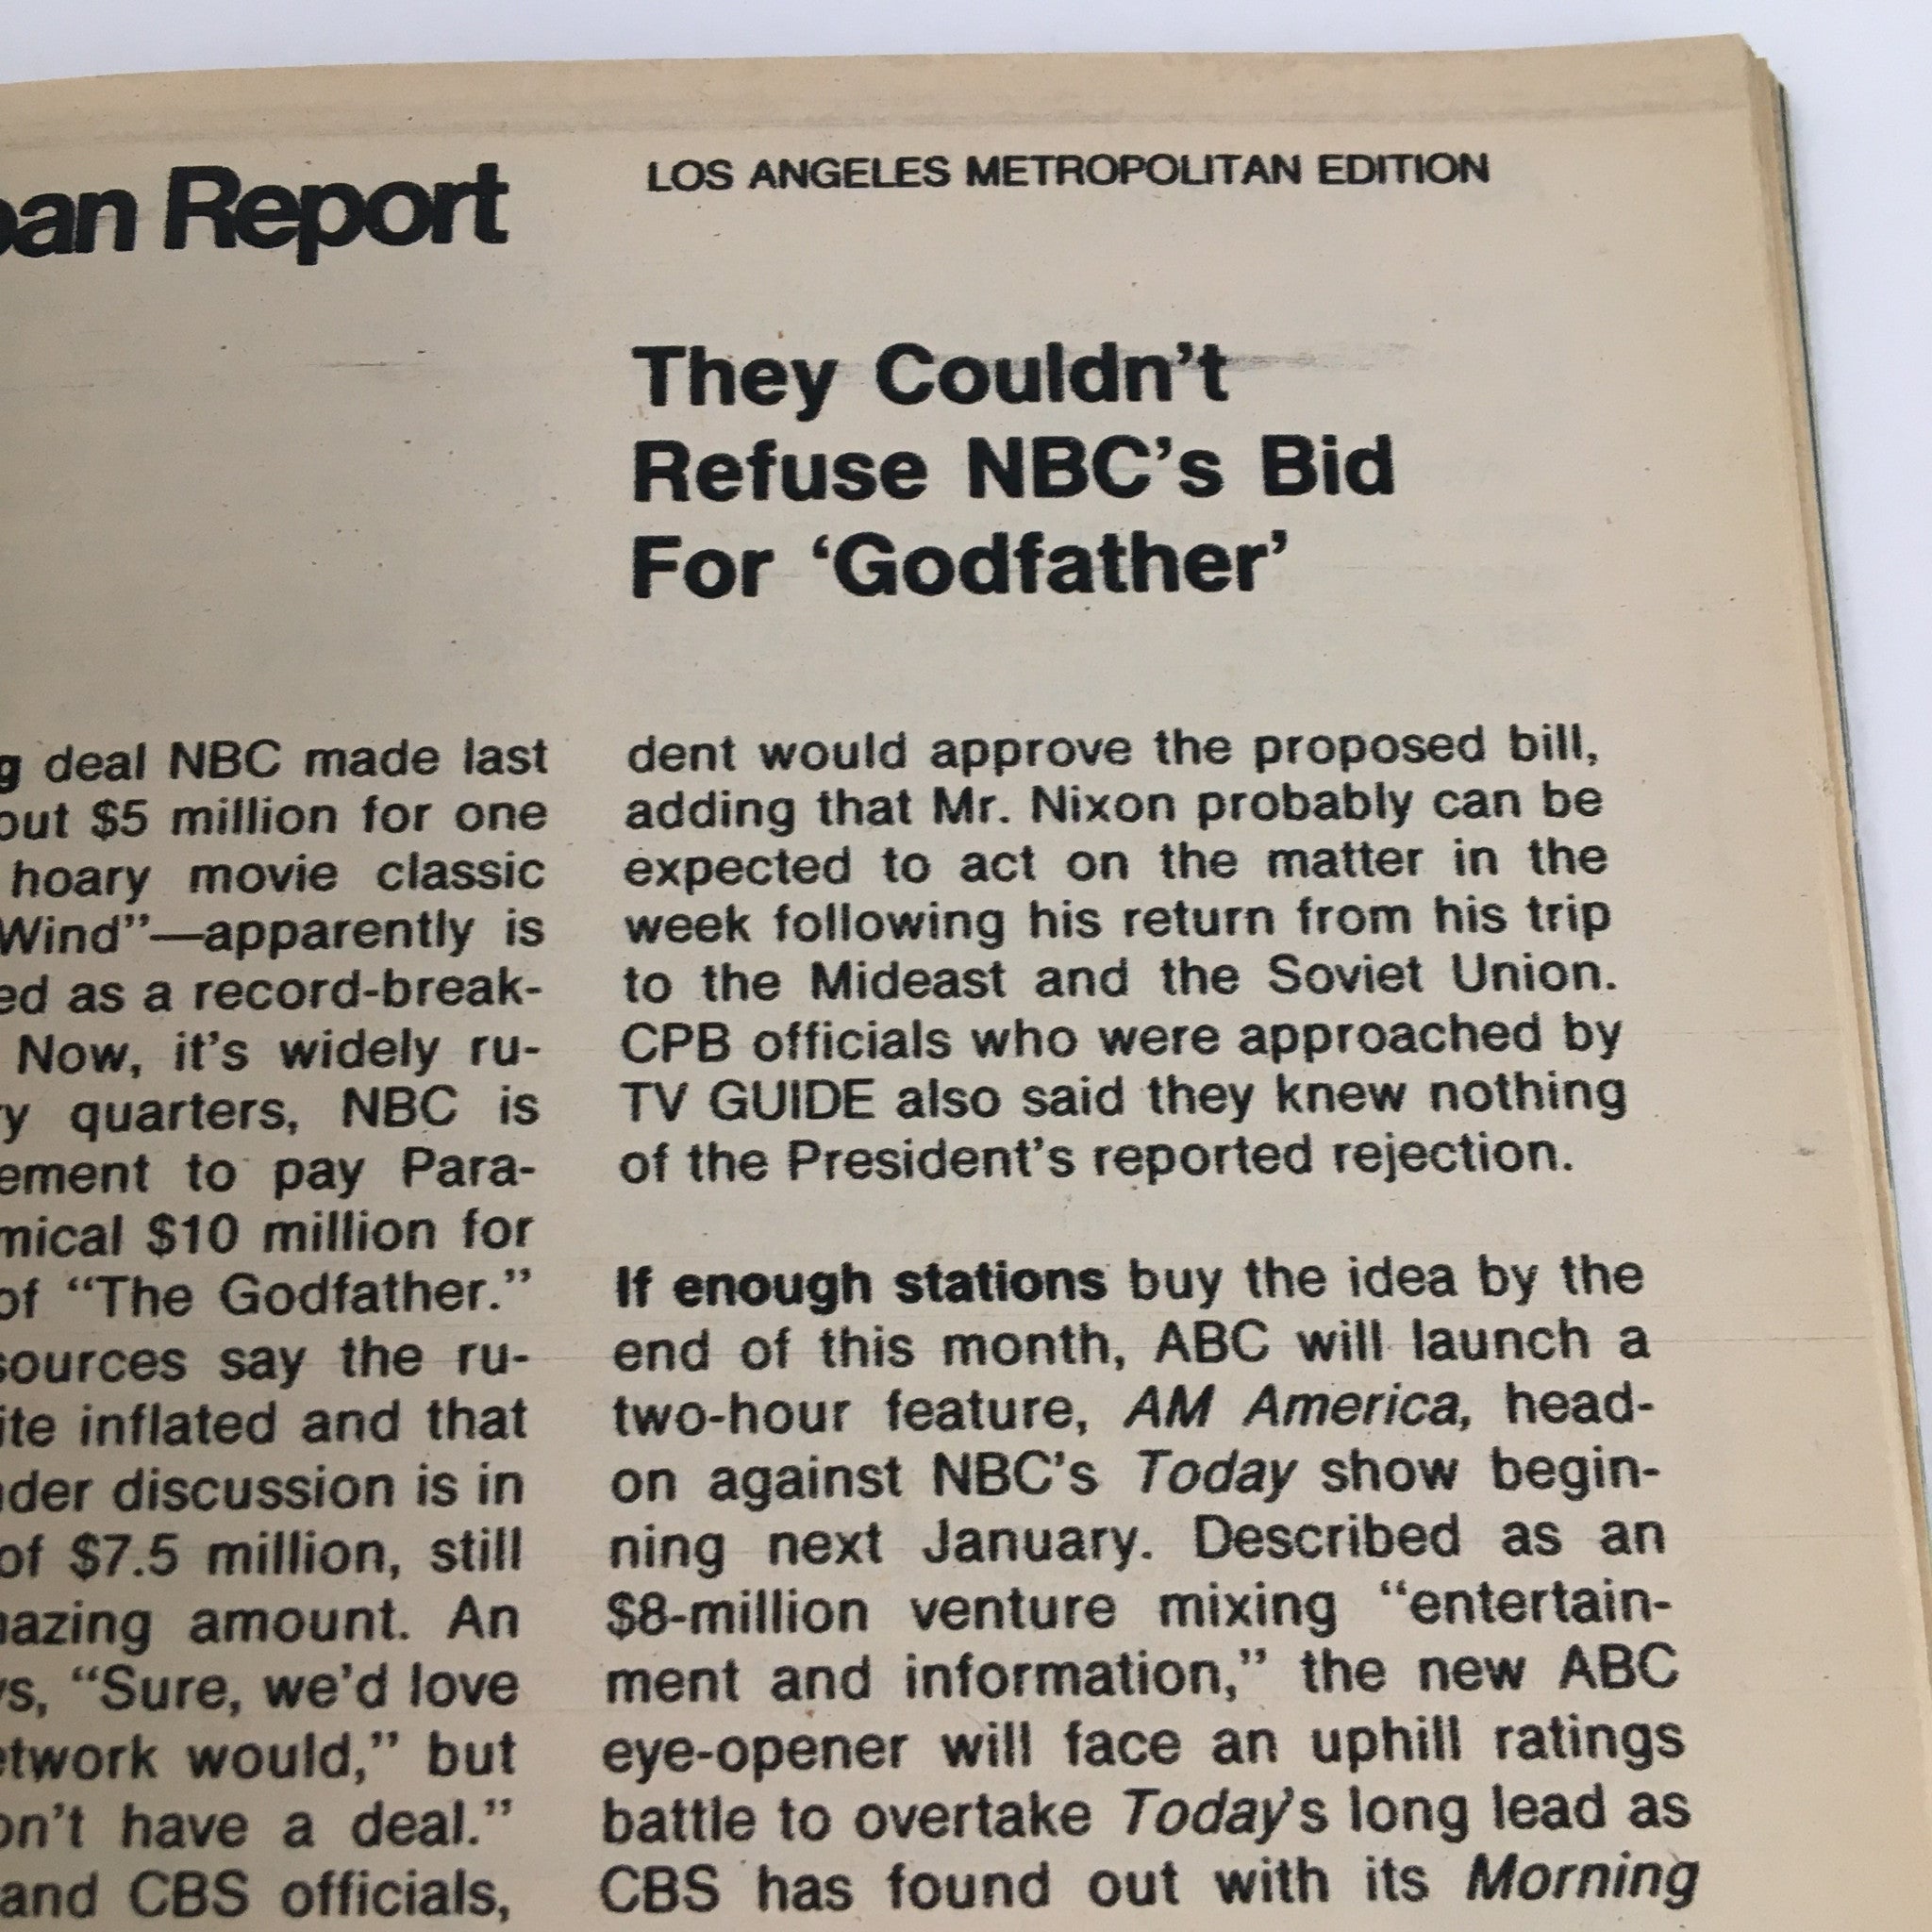 Report
LOS ANGELES METROPOLITAN EDITION
They Couldn't
Refuse NBC's Bid
For 'Godfather'
deal NBC made last
$5 million for one
hoary movie classic
Wind”—apparently is
as a record-break-
Now, it's widely ru-
quarters, NBC is
to pay Para-
$10 million for
of “The Godfather.”
sources say the ru-
inflated and that
discussion is in
of $7.5 million, still
amount. An
“Sure, we'd love
would,” but
have a deal.”
and CBS officials,
dent would approve the proposed bill,
adding that Mr. Nixon probably can be
expected to act on the matter in the
week following his return from his trip
to the Mideast and the Soviet Union.
CPB officials who were approached by
TV GUIDE also said they knew nothing
of the President's reported rejection.
If enough stations buy the idea by the
end of this month, ABC will launch a
two-hour feature, AM America, head-
on against NBC's Today show begin-
ning next January. Described as an
$8-million venture mixing “entertain-
ment and information,” the new ABC
eye-opener will face an uphill ratings
battle to overtake Today's long lead as
CBS has found out with its Morning